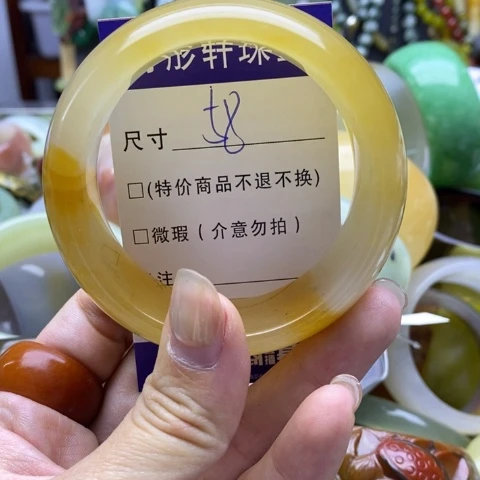 彤轩珠
尺寸 58
□(特价商品不退不换)
□微瑕（介意勿拍）
注